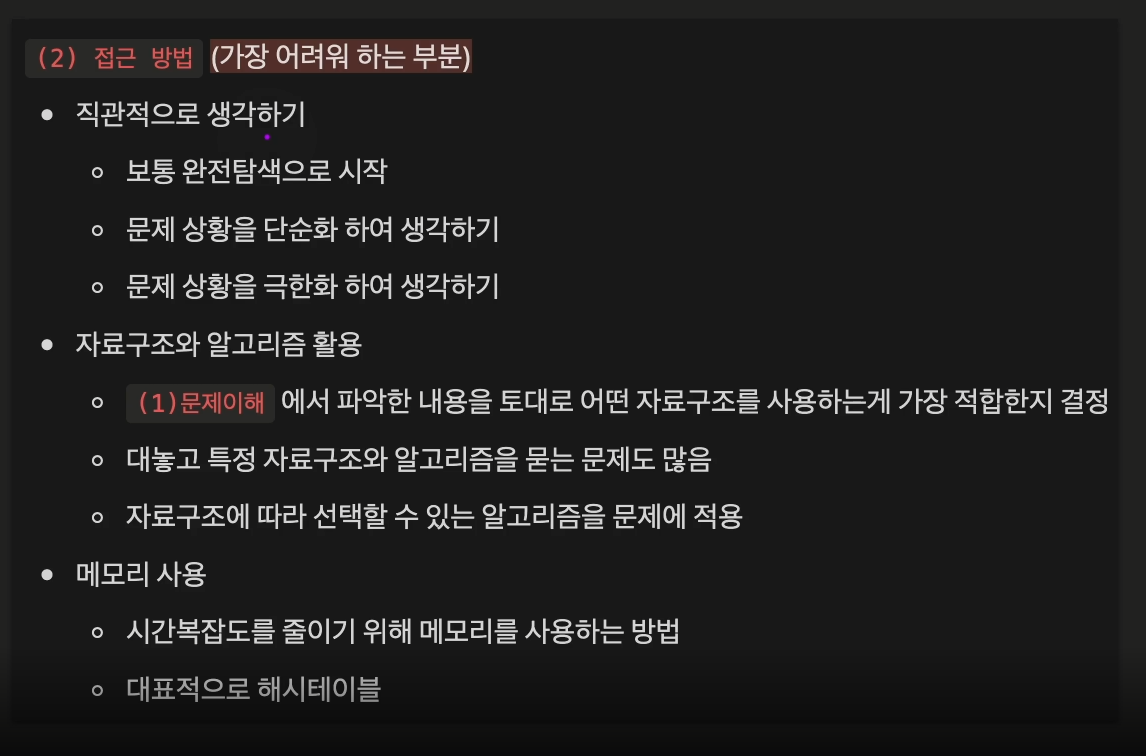 (2) 접근 방법 (가장 어려워 하는 부분)
직관적으로 생각하기
보통 완전탐색으로 시작
문제 상황을 단순화 하여 생각하기
문제 상황을 극한화 하여 생각하기
자료구조와 알고리즘 활용
(1)문제이해 에서 파악한 내용을 토대로 어떤 자료구조를 사용하는게 가장 적합한지 결정
대놓고 특정 자료구조와 알고리즘을 묻는 문제도 많음
자료구조에 따라 선택할 수 있는 알고리즘을 문제에 적용
메모리 사용
시간복잡도를 줄이기 위해 메모리를 사용하는 방법
대표적으로 해시테이블